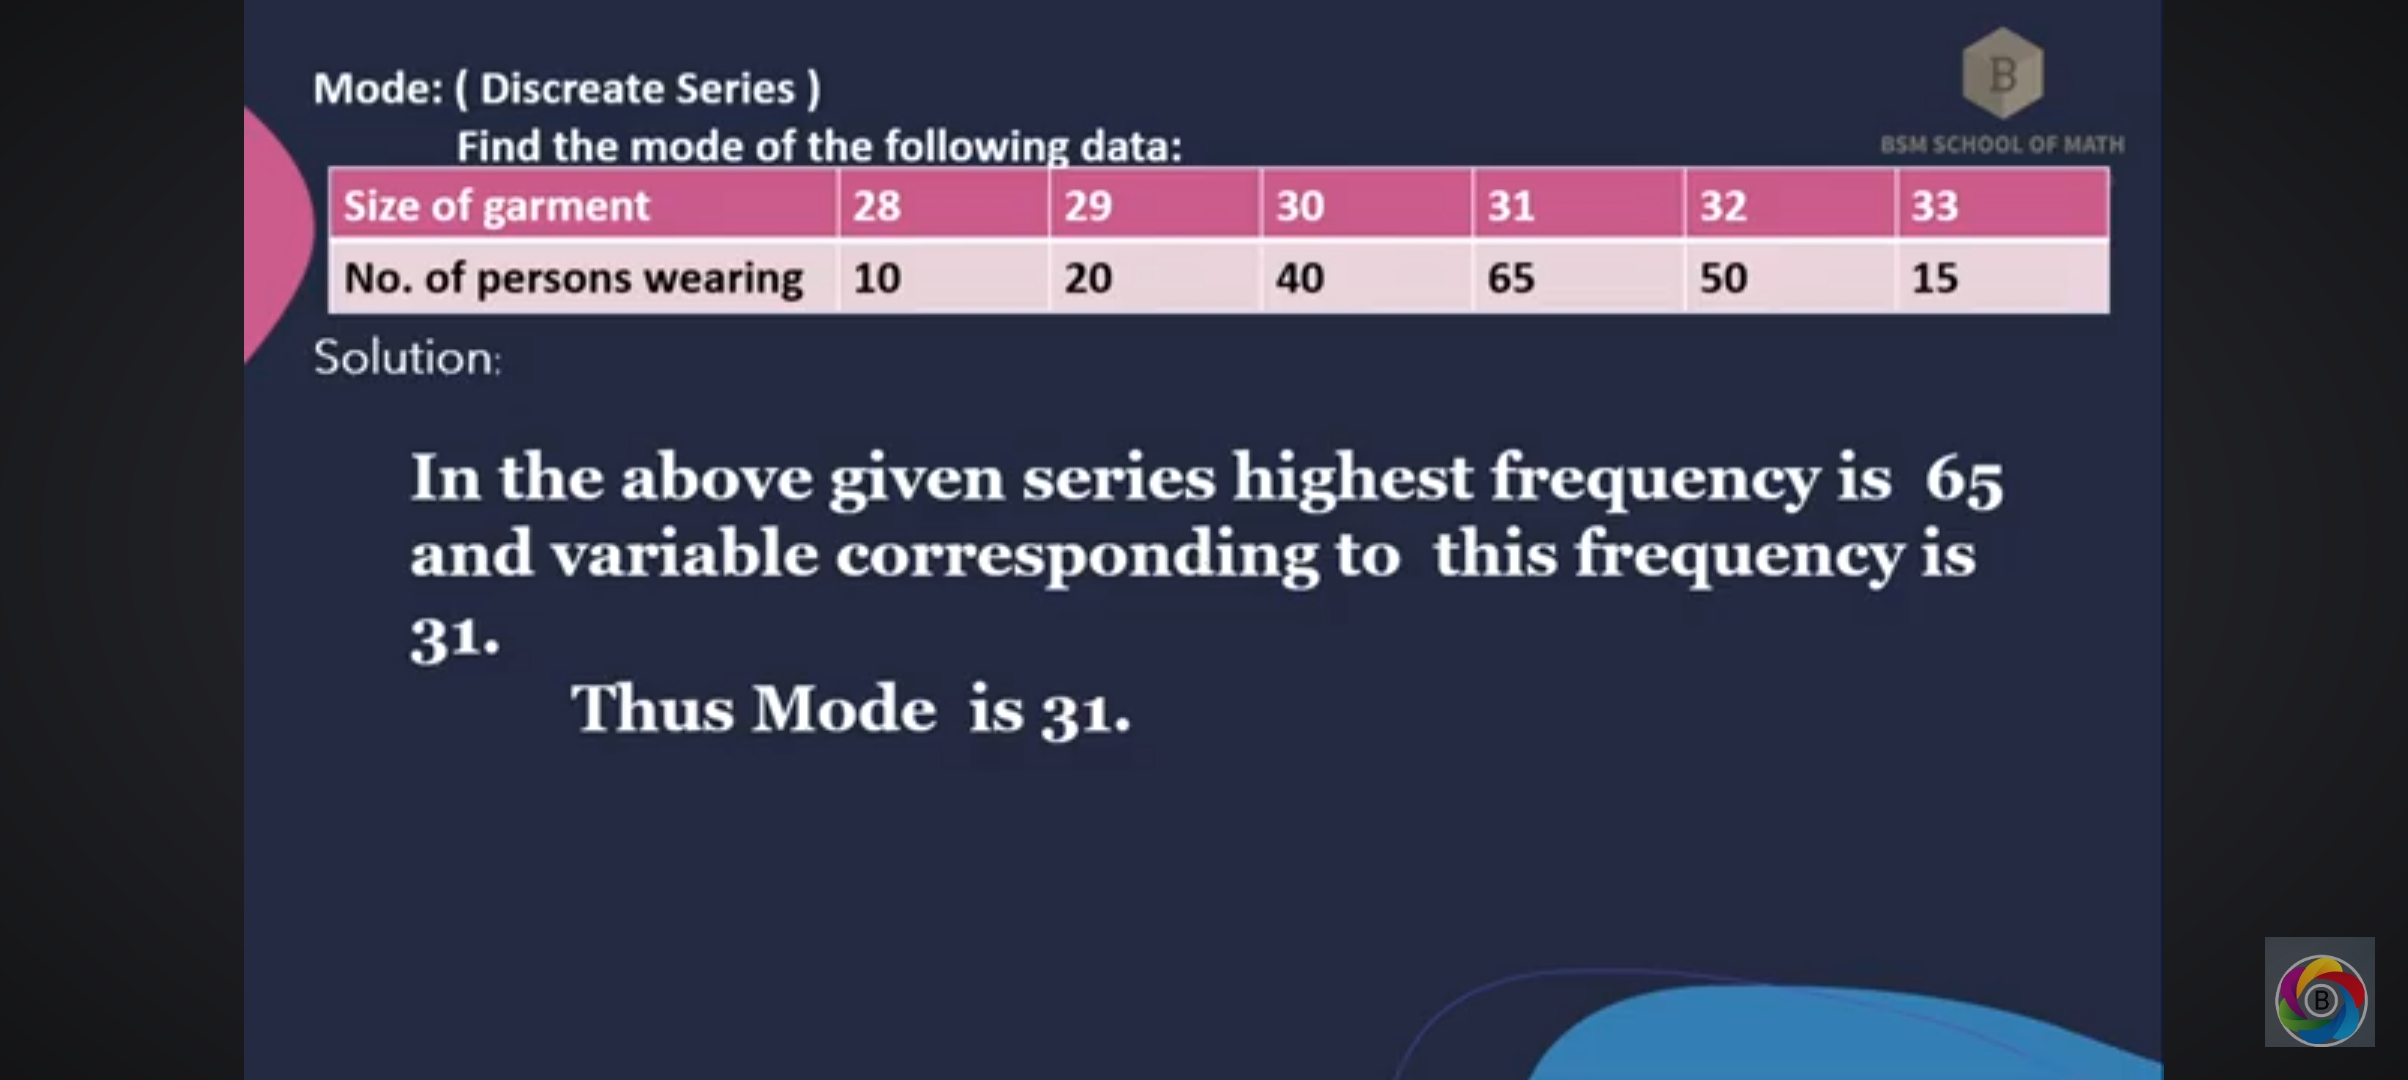 B
Mode: ( Discreate Series )
BSM SCHOOL OF MATH
Find the mode of the following data:
Size of garment 28 29 30 31 32 33
No. of persons wearing 10 20 40 65 50 15
Solution:
In the above given series highest frequency is 65
and variable corresponding to this frequency is
31.
Thus Mode is 31.
B